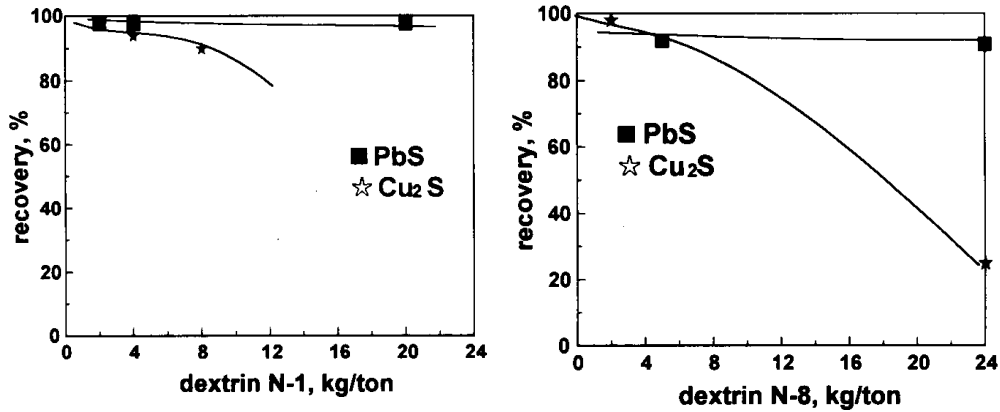 100
80
60
40
20
0
recovery, %
PbS
Cu₂ S
0 4 8 12 16 20 24
dextrin N-1, kg/ton
100
80
60
40
20
0
recovery, %
PbS
Cu₂S
0 4 8 12 16 20 24
dextrin N-8, kg/ton